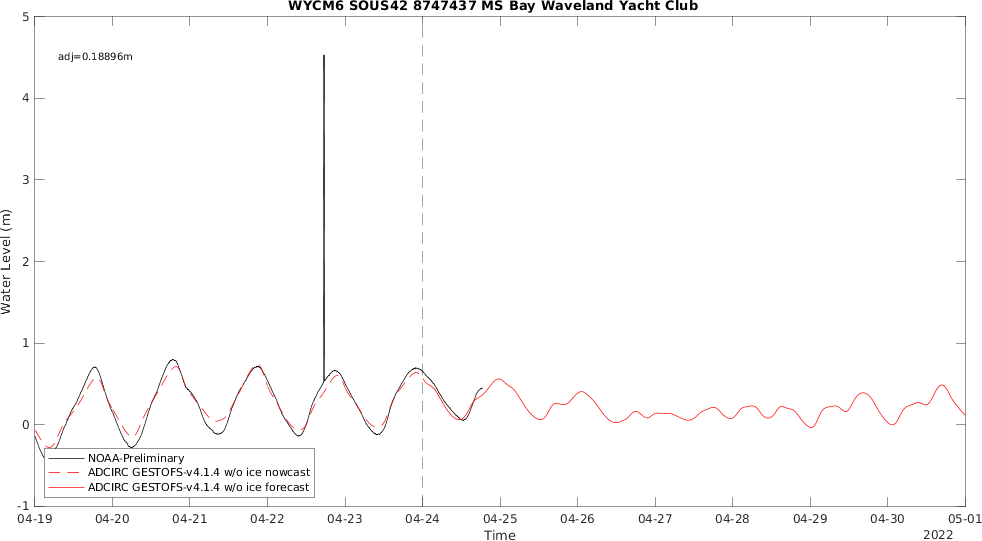 WYCM6 SOUS42 8747437 MS Bay Waveland Yacht Club
adj=0.18896m
5
4
3
2
1
0
-1
Water Level (m)
NOAA-Preliminary
ADCIRC GESTOFS-v4.1.4 w/o ice nowcast
ADCIRC GESTOFS-v4.1.4 w/o ice forecast
04-19 04-20 04-21 04-22 04-23 04-24 04-25 04-26 04-27 04-28 04-29 04-30 05-01
Time
2022